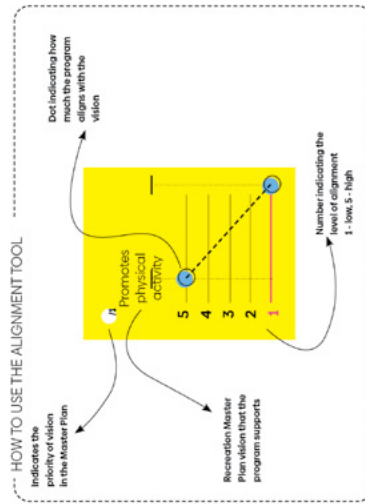 HOW TO USE THE ALIGNMENT TOOL
Indicates the
priority of vision
in the Master Plan
Dot indicating how
much the program
aligns with the
vision
/1
Promotes
physical
activity
5
4
3
2
1
Recreation Master
Plan vision that the
program supports
Number indicating the
level of alignment
1 - low, 5 - high